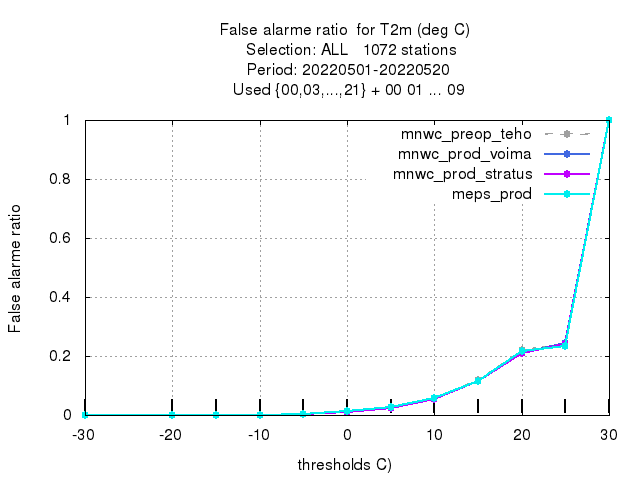 False alarme ratio  for T2m (deg C)
Selection: ALL   1072 stations
Period: 20220501-20220520
Used {00,03,...,21} + 00 01 ... 09
mnwc_preop_teho
mnwc_prod_voima
mnwc_prod_stratus
meps_prod
False alarme ratio
1
0.8
0.6
0.4
0.2
0
-30 -20 -10 0 10 20 30
thresholds C)